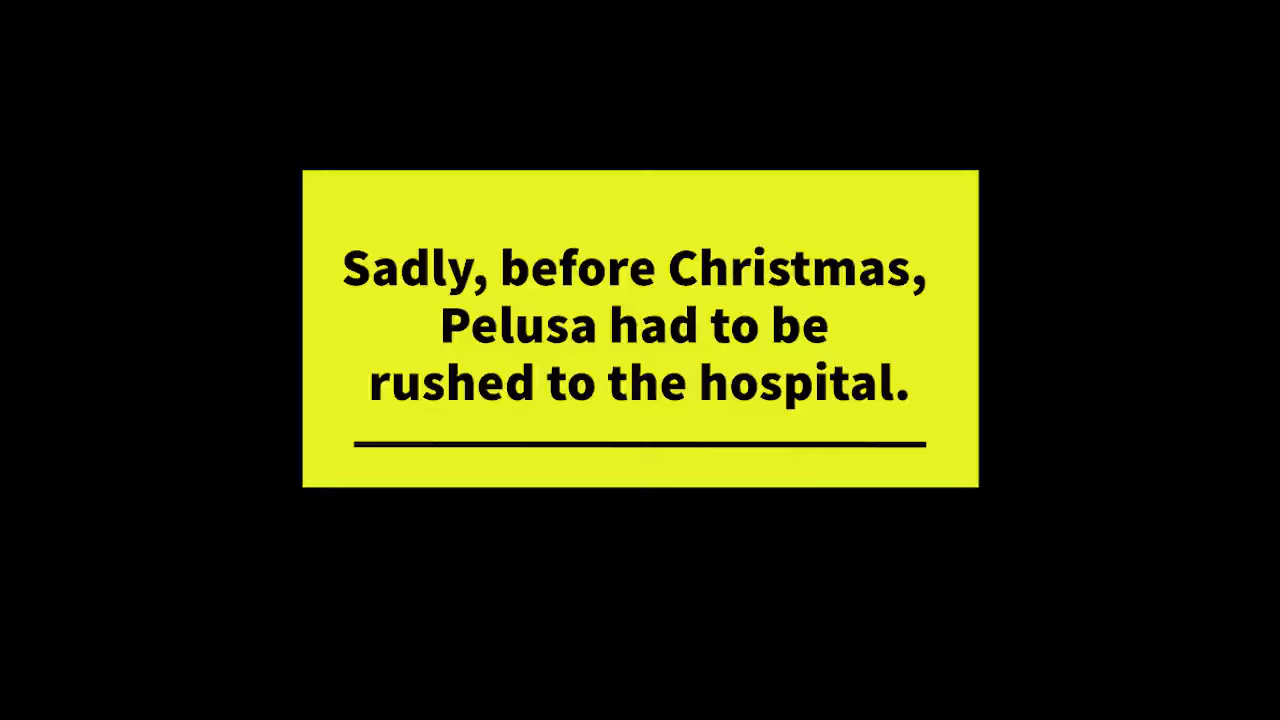 Sadly, before Christmas,
Pelusa had to be
rushed to the hospital.